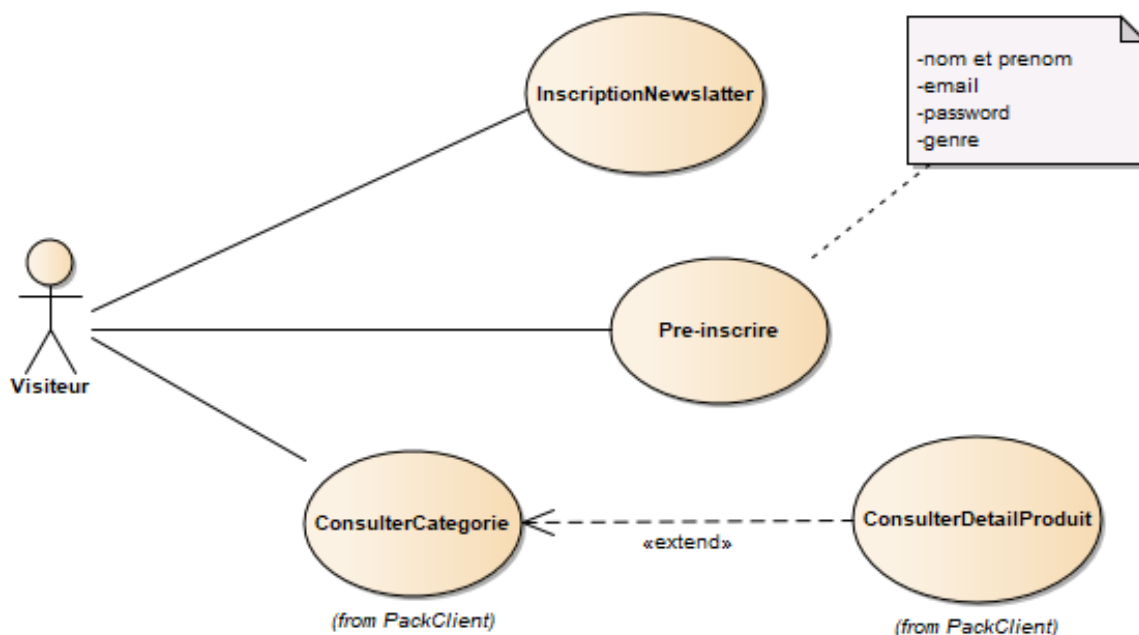 InscriptionNewslatter
-nom et prenom
-email
-password
-genre
Visiteur
Pre-inscrire
ConsulterCategorie
«extend»
ConsulterDetailProduit
(from PackClient)
(from PackClient)